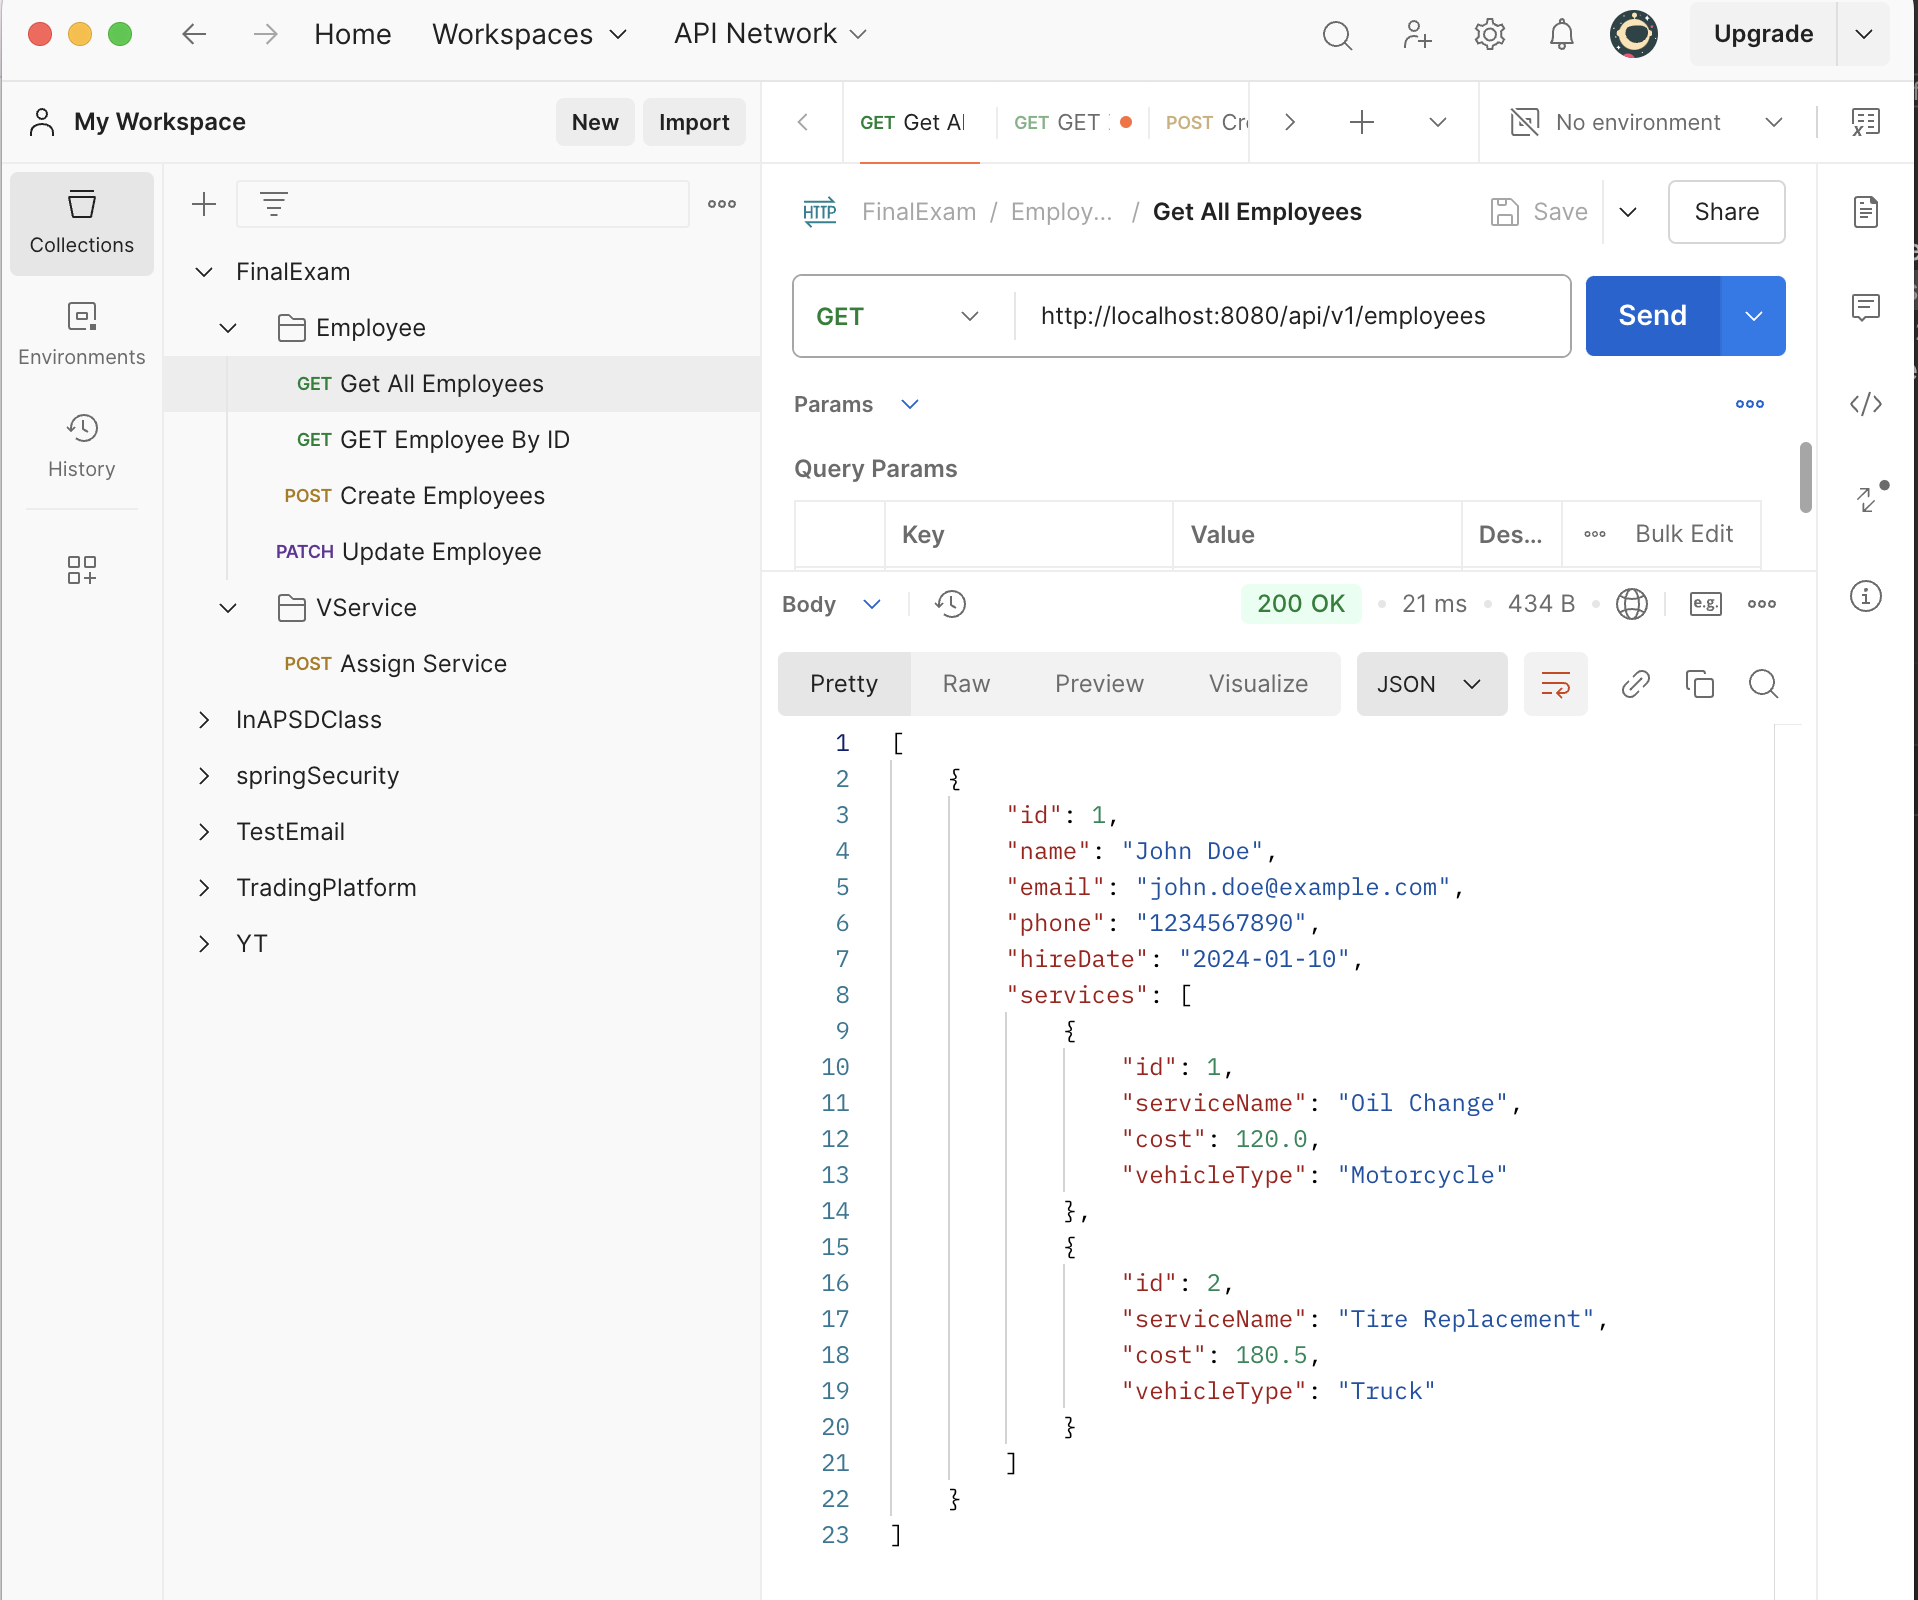 Home Workspaces API Network Upgrade
My Workspace New Import GET Get Al GET GET POST Cre No environment
Collections
Environments
History
FinalExam
Employee
GET Get All Employees
GET GET Employee By ID
POST Create Employees
PATCH Update Employee
VService
POST Assign Service
InAPSDClass
springSecurity
TestEmail
TradingPlatform
YT
HTTP FinalExam / Employ... / Get All Employees Save Share
GET http://localhost:8080/api/v1/employees Send
Params
Query Params
Key Value Des... Bulk Edit
Body 200 OK 21 ms 434 B e.g.
Pretty Raw Preview Visualize JSON
1 [
2 {
3 "id": 1,
4 "name": "John Doe",
5 "email": "john.doe@example.com",
6 "phone": "1234567890",
7 "hireDate": "2024-01-10",
8 "services": [
9 {
10 "id": 1,
11 "serviceName": "Oil Change",
12 "cost": 120.0,
13 "vehicleType": "Motorcycle"
14 },
15 {
16 "id": 2,
17 "serviceName": "Tire Replacement",
18 "cost": 180.5,
19 "vehicleType": "Truck"
20 }
21 ]
22 }
23 ]